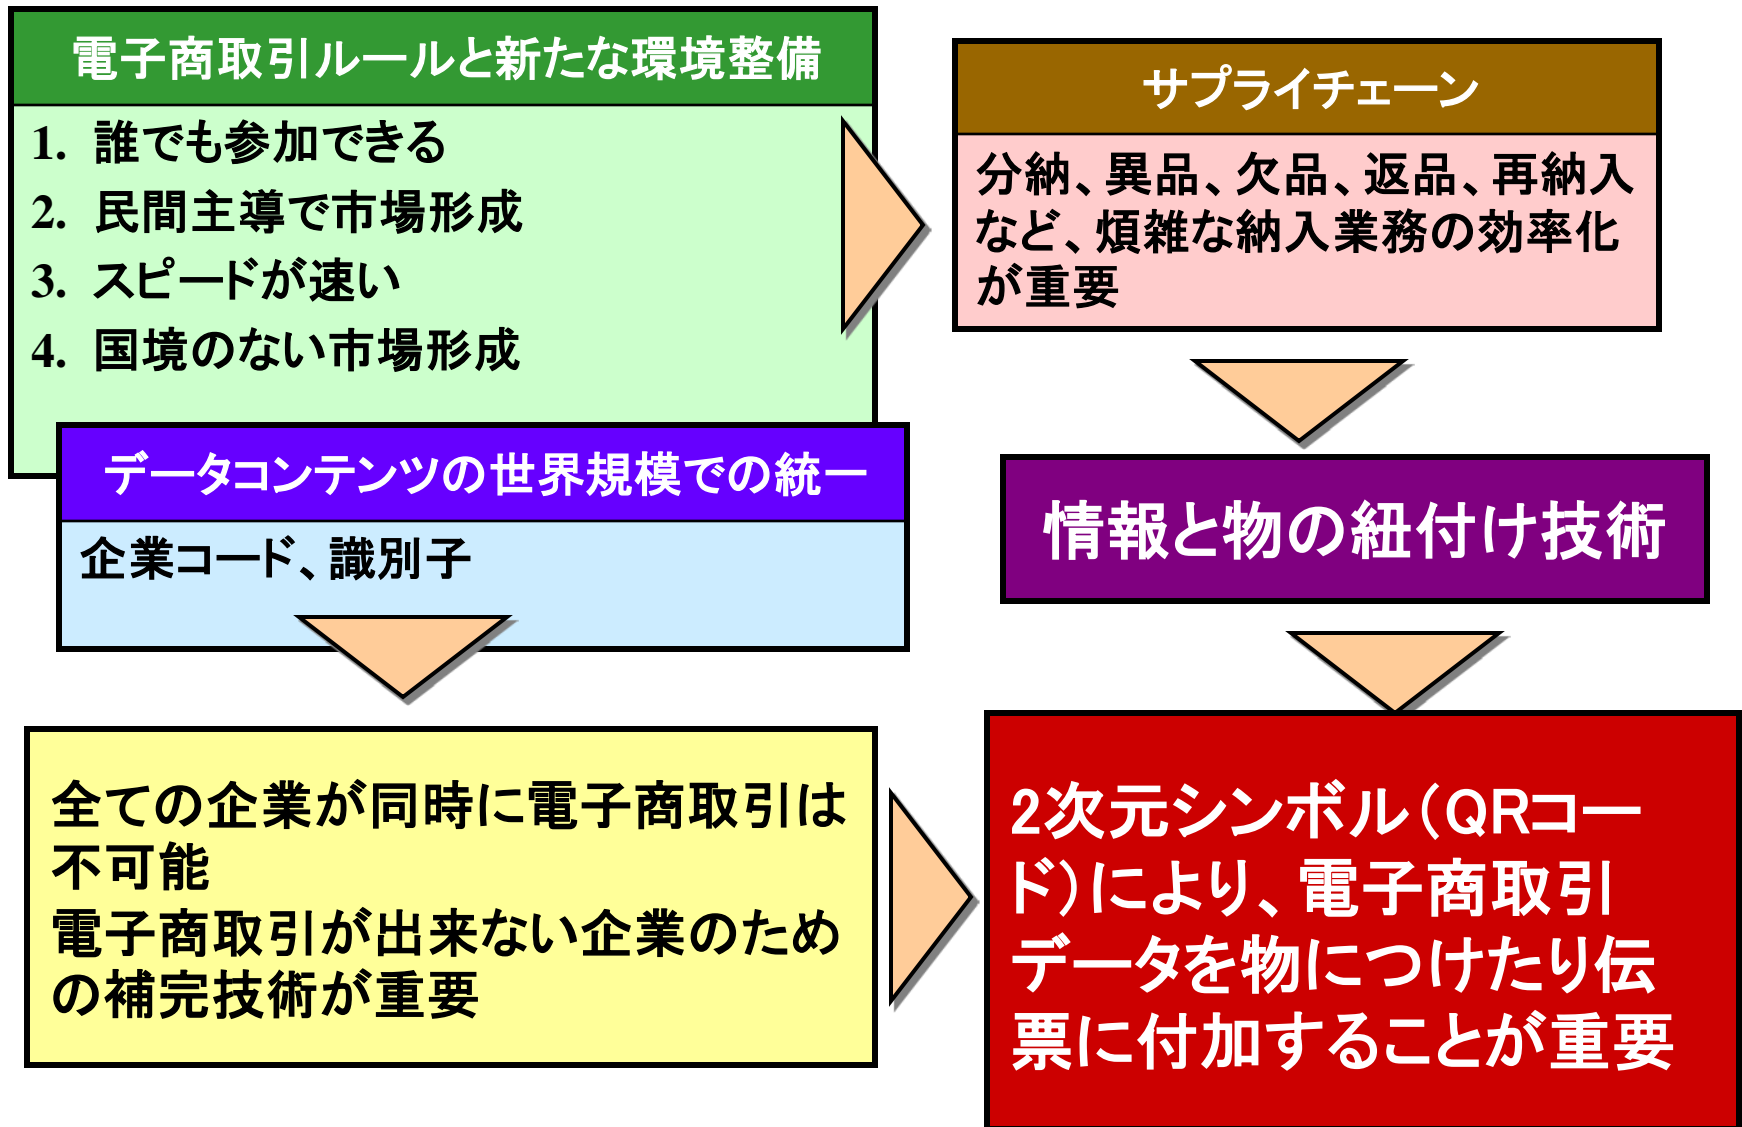 電子商取引ルールと新たな環境整備
1. 誰でも参加できる
2. 民間主導で市場形成
3. スピードが速い
4. 国境のない市場形成
データコンテンツの世界規模での統一
企業コード、識別子
全ての企業が同時に電子商取引は
不可能
電子商取引が出来ない企業のため
の補完技術が重要
サプライチェーン
分納、異品、欠品、返品、再納入
など、煩雑な納入業務の効率化
が重要
情報と物の紐付け技術
2次元シンボル(QRコー
ド)により、電子商取引
データを物につけたり伝
票に付加することが重要